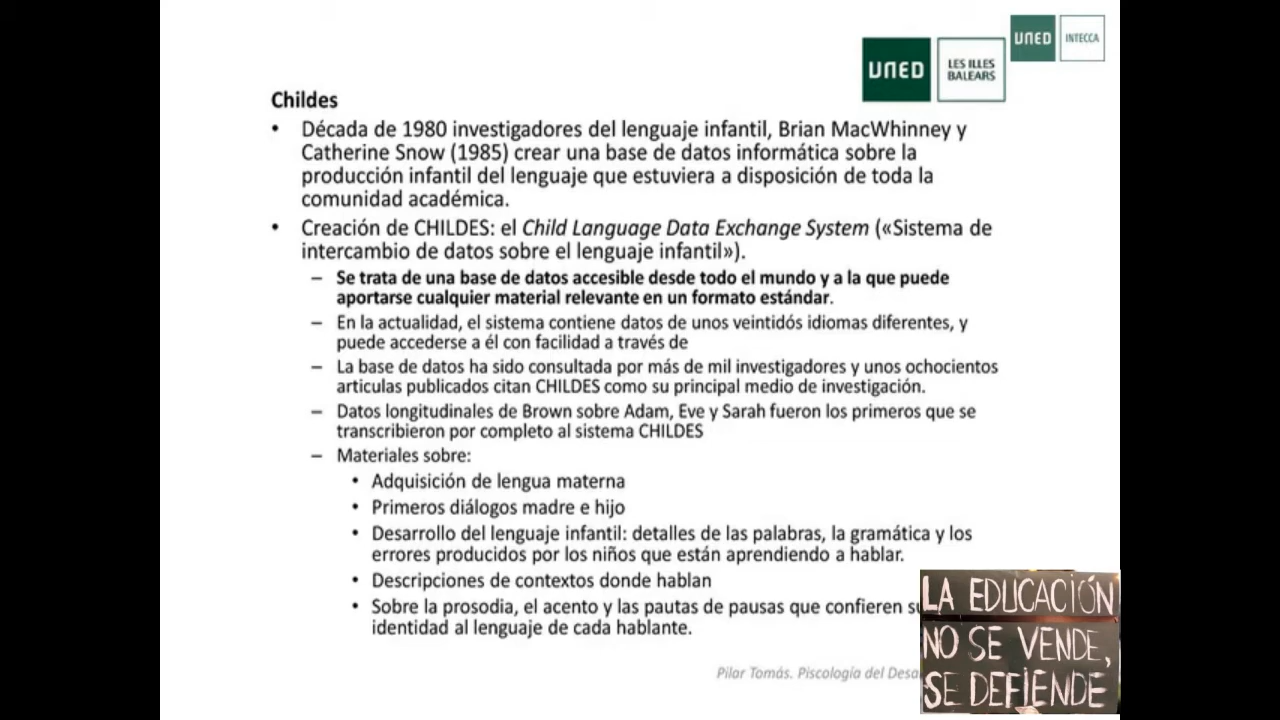 UNED
INTECCA
UNED
LES ILLES
BALEARS
Childes
• Década de 1980 investigadores del lenguaje infantil, Brian MacWhinney y
Catherine Snow (1985) crear una base de datos informática sobre la
producción infantil del lenguaje que estuviera a disposición de toda la
comunidad académica.
• Creación de CHILDES: el Child Language Data Exchange System («Sistema de
intercambio de datos sobre el lenguaje infantil»).
– Se trata de una base de datos accesible desde todo el mundo y a la que puede
aportarse cualquier material relevante en un formato estándar.
– En la actualidad, el sistema contiene datos de unos veintidós idiomas diferentes, y
puede accederse a él con facilidad a través de
– La base de datos ha sido consultada por más de mil investigadores y unos ochocientos
articulas publicados citan CHILDES como su principal medio de investigación.
– Datos longitudinales de Brown sobre Adam, Eve y Sarah fueron los primeros que se
transcribieron por completo al sistema CHILDES
– Materiales sobre:
• Adquisición de lengua materna
• Primeros diálogos madre e hijo
• Desarrollo del lenguaje infantil: detalles de las palabras, la gramática y los
errores producidos por los niños que están aprendiendo a hablar.
• Descripciones de contextos donde hablan
• Sobre la prosodia, el acento y las pautas de pausas que confieren su
identidad al lenguaje de cada hablante.
Pilar Tomás. Piscología del
LA EDUCACIÓN
NO SE VENDE,
SE DEFIENDE